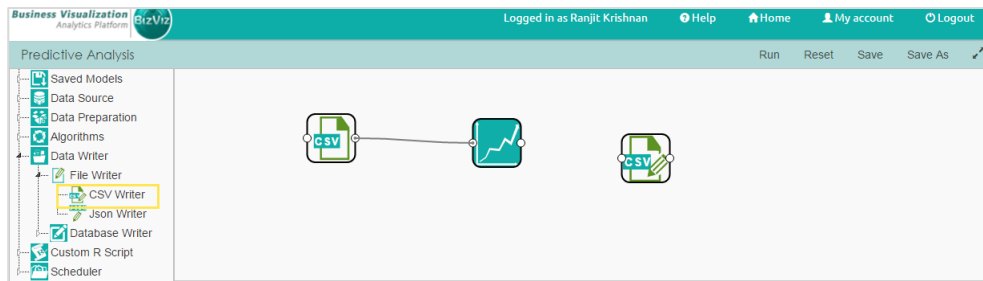 Business Visualization
Analytics Platform
BizViz
Logged in as Ranjit Krishnan
Help
Home
My account
Logout
Predictive Analysis
Run
Reset
Save
Save As
Saved Models
Data Source
Data Preparation
Algorithms
Data Writer
File Writer
CSV Writer
Json Writer
Database Writer
Custom R Script
Scheduler
CSV
CSV